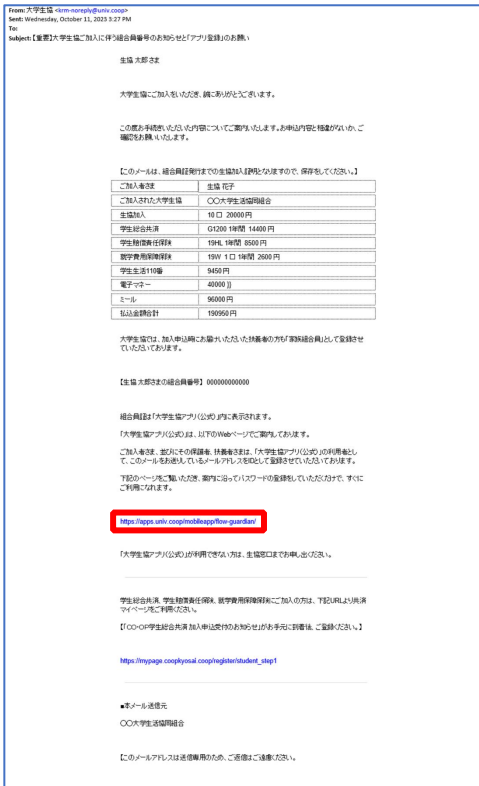 From: 大学生協 <krm-noreply@univ.coop>
Sent: Wednesday, October 11, 2023 3:27 PM
To:
Subject: 【重要】大学生協ご加入に伴う組合員番号のお知らせと「アプリ登録」のお願い
生協 太郎さま
大学生協にご加入をいただき、誠にありがとうございます。
この度お手続きいただいた内容についてご案内いたします。お申込内容と相違がないか、ご
確認をお願いいたします。
【このメールは、組合員証発行までの生協加入証明となりますので、保存をしてください。】
ご加入者さま 生協 花子
ご加入された大学生協 〇〇大学生活協同組合
生協加入 10 口 20000 円
学生総合共済 G1200 1年間 14400 円
学生賠償責任保険 19HL 1年間 8500 円
就学費用保障保険 19W 1 口 1年間 2600 円
学生生活110番 9450 円
電子マネー 40000 円
ミール 96000 円
払込金額合計 190950 円
大学生協では、加入申込時にお届けいただいた扶養者の方も「家族組合員」として登録させ
ていただいております。
【生協 太郎さまの組合員番号】 000000000000
組合員証は「大学生協アプリ(公式)」内に表示されます。
「大学生協アプリ(公式)」は、以下のWebページでご案内しております。
ご加入者さま、並びにその保護者、扶養者さまは、「大学生協アプリ(公式)」の利用者とし
て、このメールをお送りしているメールアドレスをIDとして登録させていただいております。
下記のページをご覧いただき、案内に沿ってパスワードの登録をしていただくだけで、すぐに
ご利用になれます。
https://apps.univ.coop/mobileapp/flow-guardian/
「大学生協アプリ(公式)」が利用できない方は、生協窓口までお申し出ください。
学生総合共済、学生賠償責任保険、就学費用保障保険にご加入の方は、下記URLより共済
マイページをご利用ください。
【「CO・OP学生総合共済 加入申込受付のお知らせ」がお手元に到着後、ご登録ください。】
https://mypage.coopkyosai.coop/register/student_step1
●本メール送信元
〇〇大学生活協同組合
【このメールアドレスは送信専用のため、ご返信はご遠慮ください。